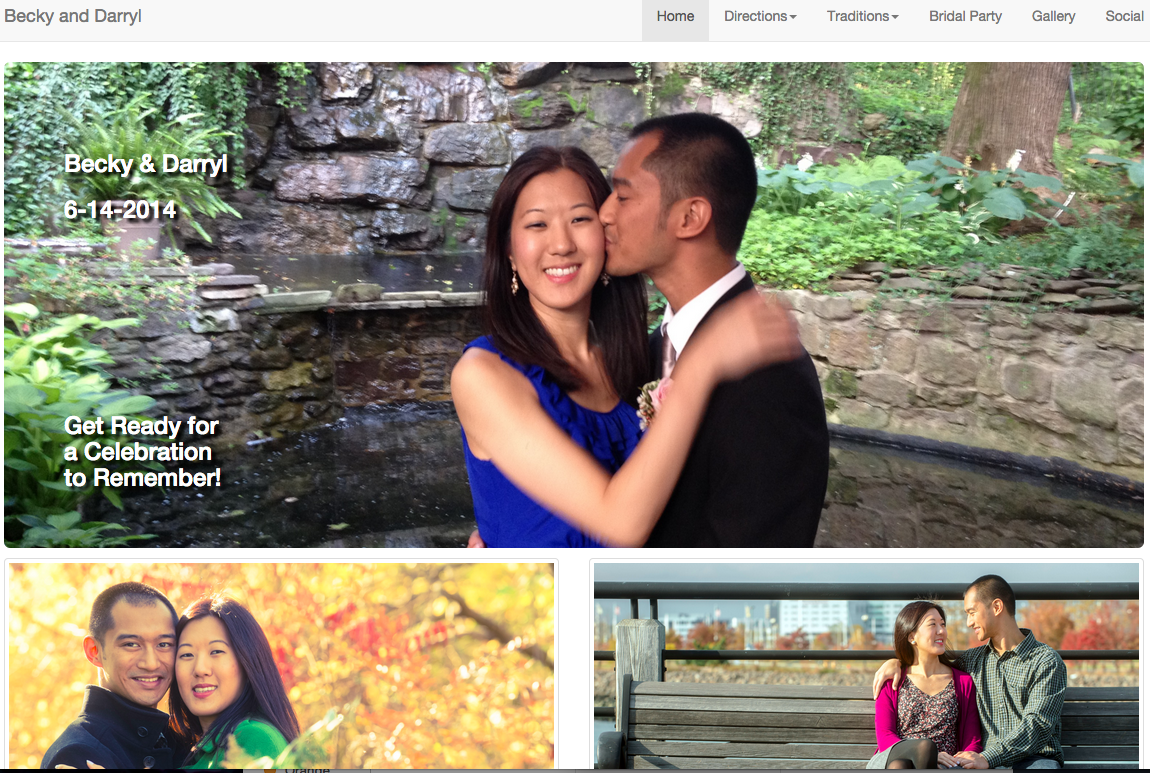 Becky and Darryl
Home Directions Traditions Bridal Party Gallery Social
Becky & Darryl
6-14-2014
Get Ready for
a Celebration
to Remember!
Orange